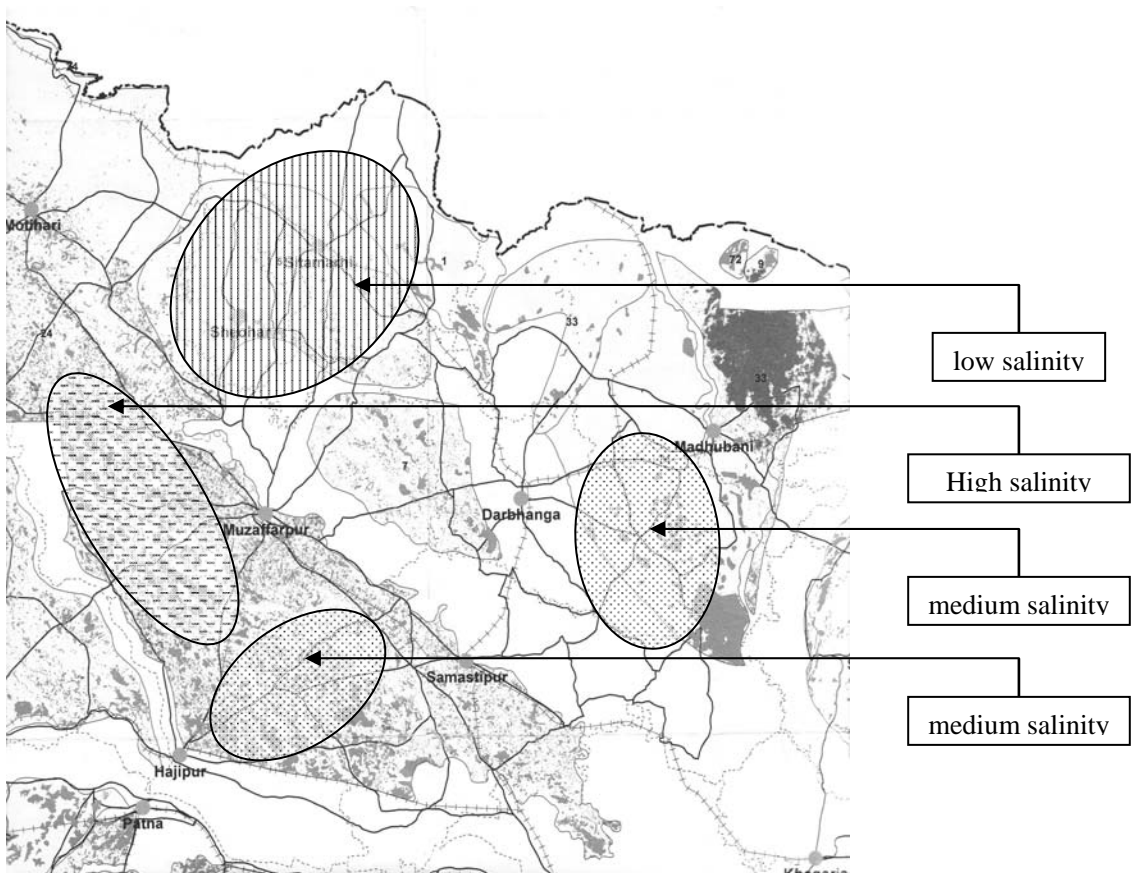 24
Motihari
Sitamarhi
Sheohar
1
72
9
33
24
33
low salinity
Madhubani
7
High salinity
Darbhanga
Muzaffarpur
medium salinity
Samastipur
medium salinity
Hajipur
Patna